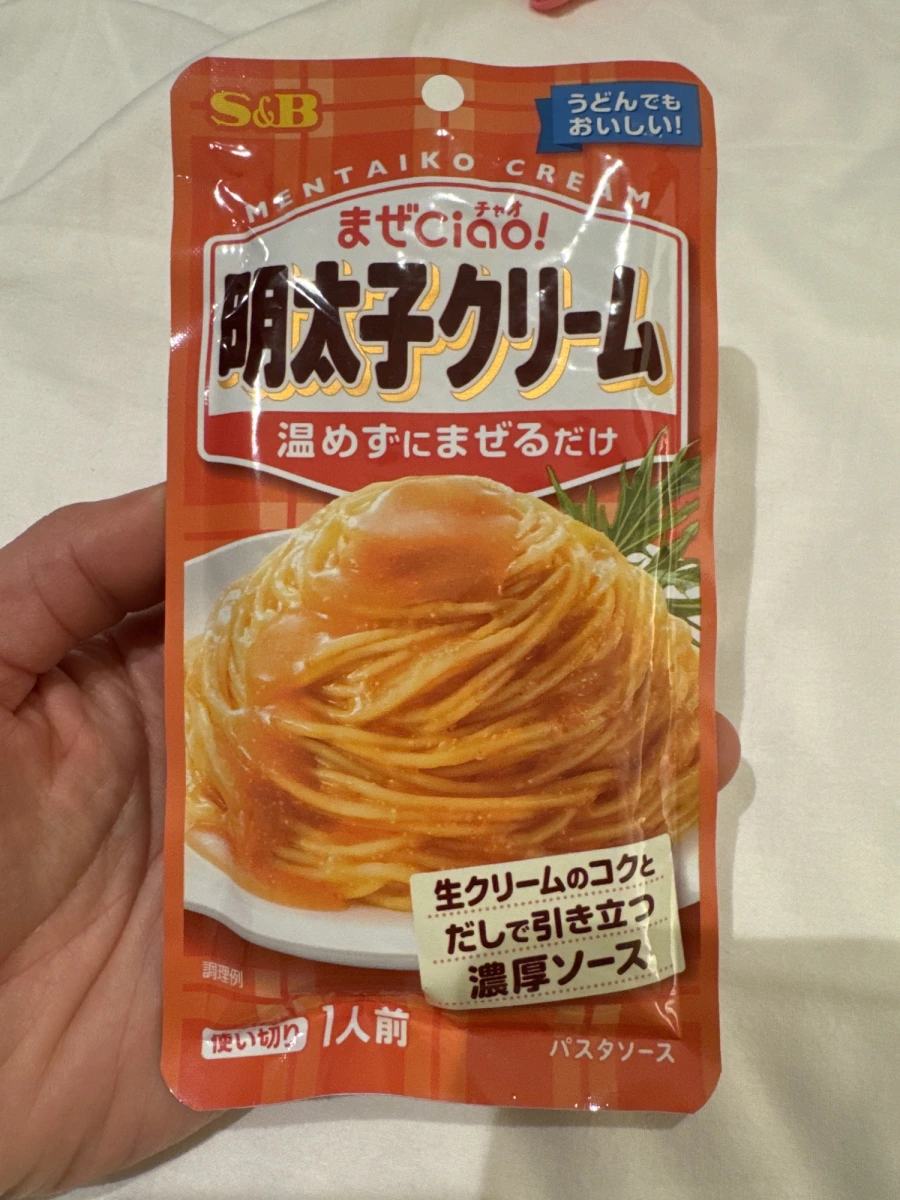 S&B
うどんでも
おいしい!
MENTAIKO CREAM
チャオ
まぜCiao!
明太子クリーム
温めずにまぜるだけ
生クリームのコクと
だしで引き立つ
濃厚ソース
調理例
使い切り 1人前
パスタソース